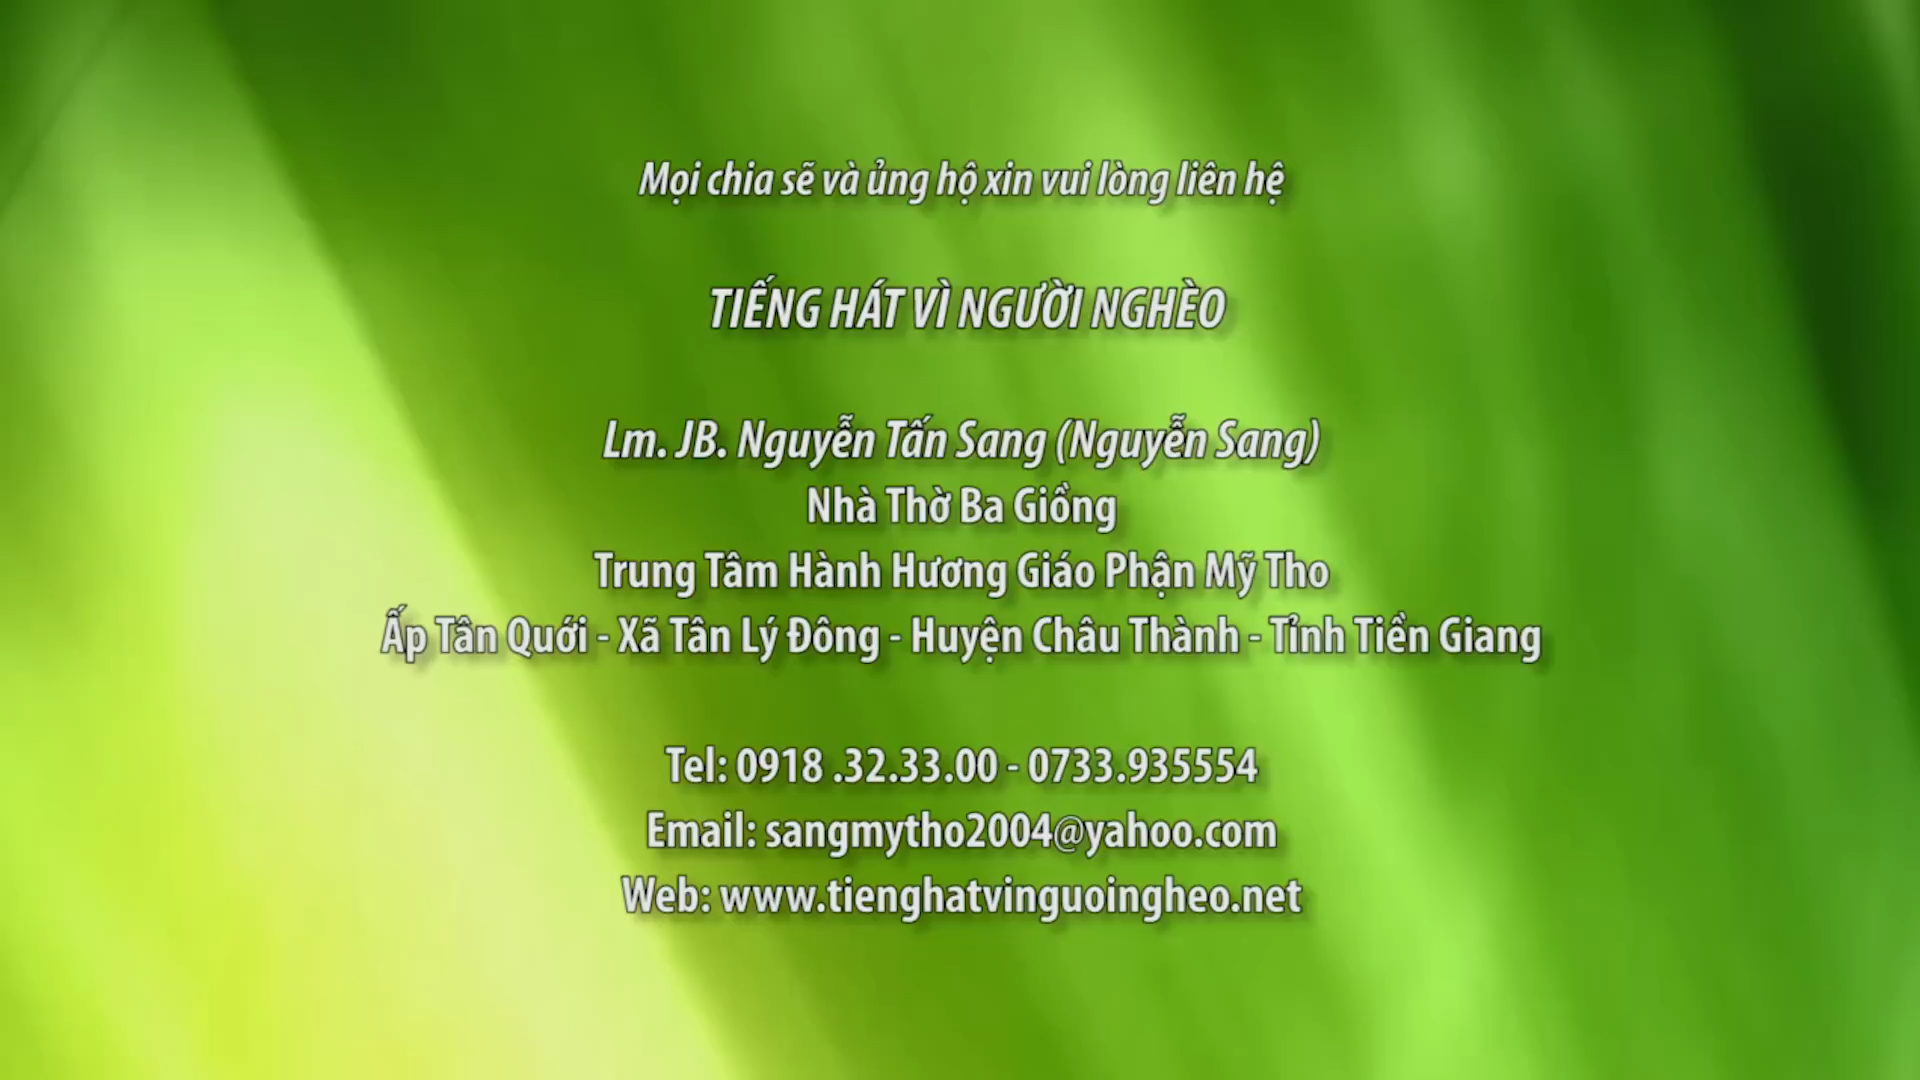 Mọi chia sẽ và ủng hộ xin vui lòng liên hệ
TIẾNG HÁT VÌ NGƯỜI NGHÈO
Lm. JB. Nguyễn Tấn Sang (Nguyễn Sang)
Nhà Thờ Ba Giồng
Trung Tâm Hành Hương Giáo Phận Mỹ Tho
Ấp Tân Quới - Xã Tân Lý Đông - Huyện Châu Thành - Tỉnh Tiền Giang
Tel: 0918 .32.33.00 - 0733.935554
Email: sangmytho2004@yahoo.com
Web: www.tienghatvinguoingheo.net